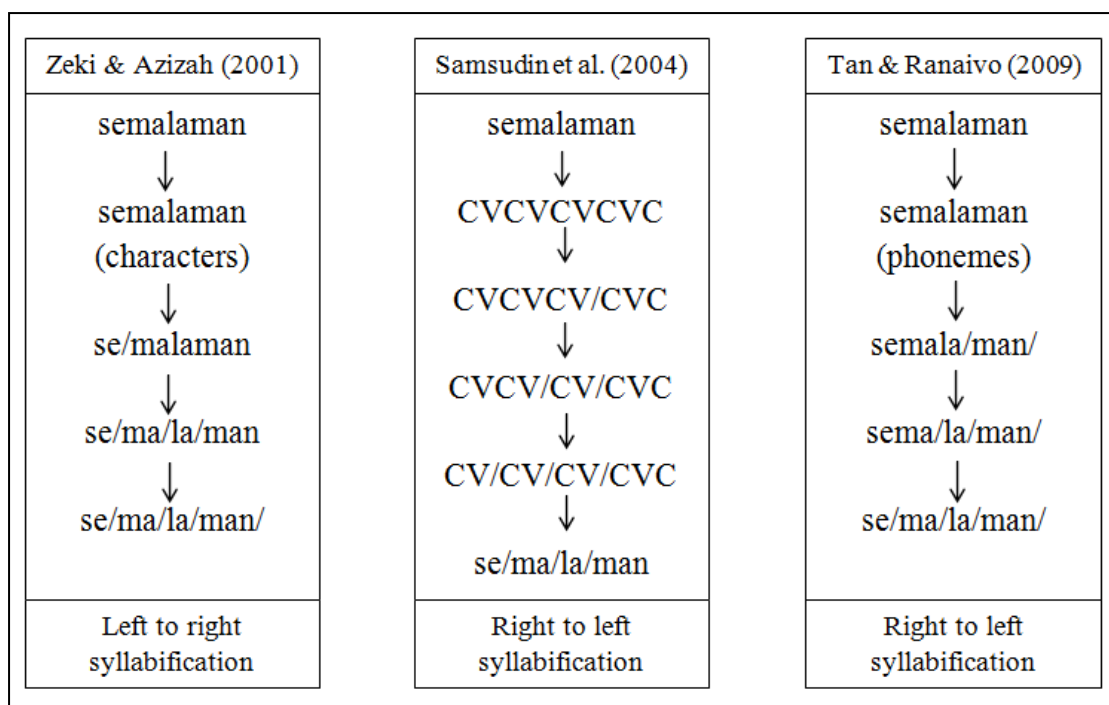 Zeki & Azizah (2001)
semalaman
semalaman
(characters)
se/malaman
se/ma/la/man
se/ma/la/man/
Left to right
syllabification
Samsudin et al. (2004)
semalaman
CVCVCVCVC
CVCVCV/CVC
CVCV/CV/CVC
CV/CV/CV/CVC
se/ma/la/man
Right to left
syllabification
Tan & Ranaivo (2009)
semalaman
semalaman
(phonemes)
semala/man/
sema/la/man/
se/ma/la/man/
Right to left
syllabification